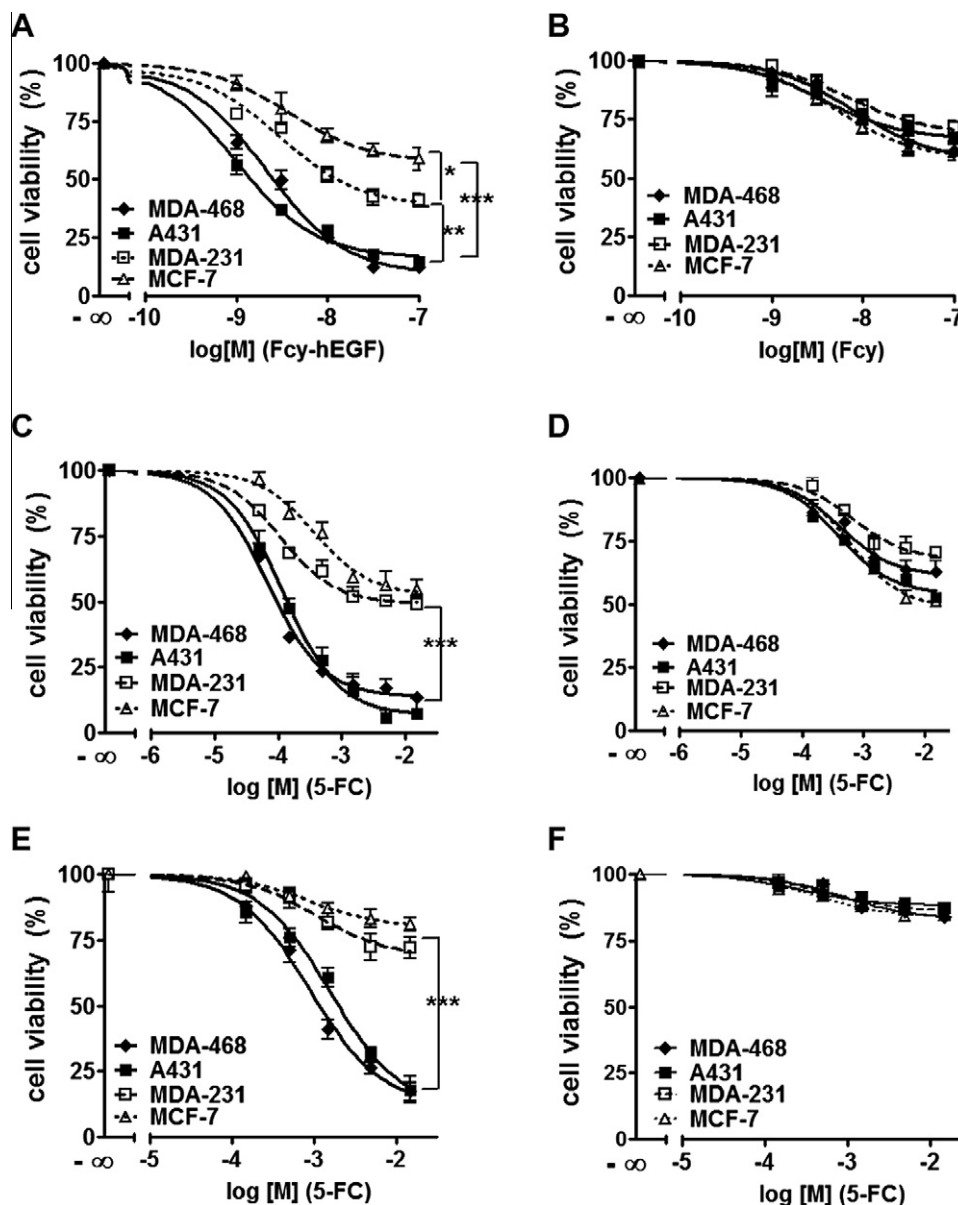 A
cell viability (%)
100
75
50
25
0
MDA-468
A431
MDA-231
MCF-7
*
**
***
- ∞
-10
-9
-8
-7
log[M] (Fcy-hEGF)
B
cell viability (%)
100
75
50
25
0
MDA-468
A431
MDA-231
MCF-7
- ∞
-10
-9
-8
-7
log[M] (Fcy)
C
cell viability (%)
100
75
50
25
0
MDA-468
A431
MDA-231
MCF-7
***
- ∞
-6
-5
-4
-3
-2
log [M] (5-FC)
D
cell viability (%)
100
75
50
25
0
MDA-468
A431
MDA-231
MCF-7
- ∞
-6
-5
-4
-3
-2
log [M] (5-FC)
E
cell viability (%)
100
75
50
25
0
MDA-468
A431
MDA-231
MCF-7
***
- ∞
-5
-4
-3
-2
log [M] (5-FC)
F
cell viability (%)
100
75
50
25
0
MDA-468
A431
MDA-231
MCF-7
- ∞
-5
-4
-3
-2
log [M] (5-FC)